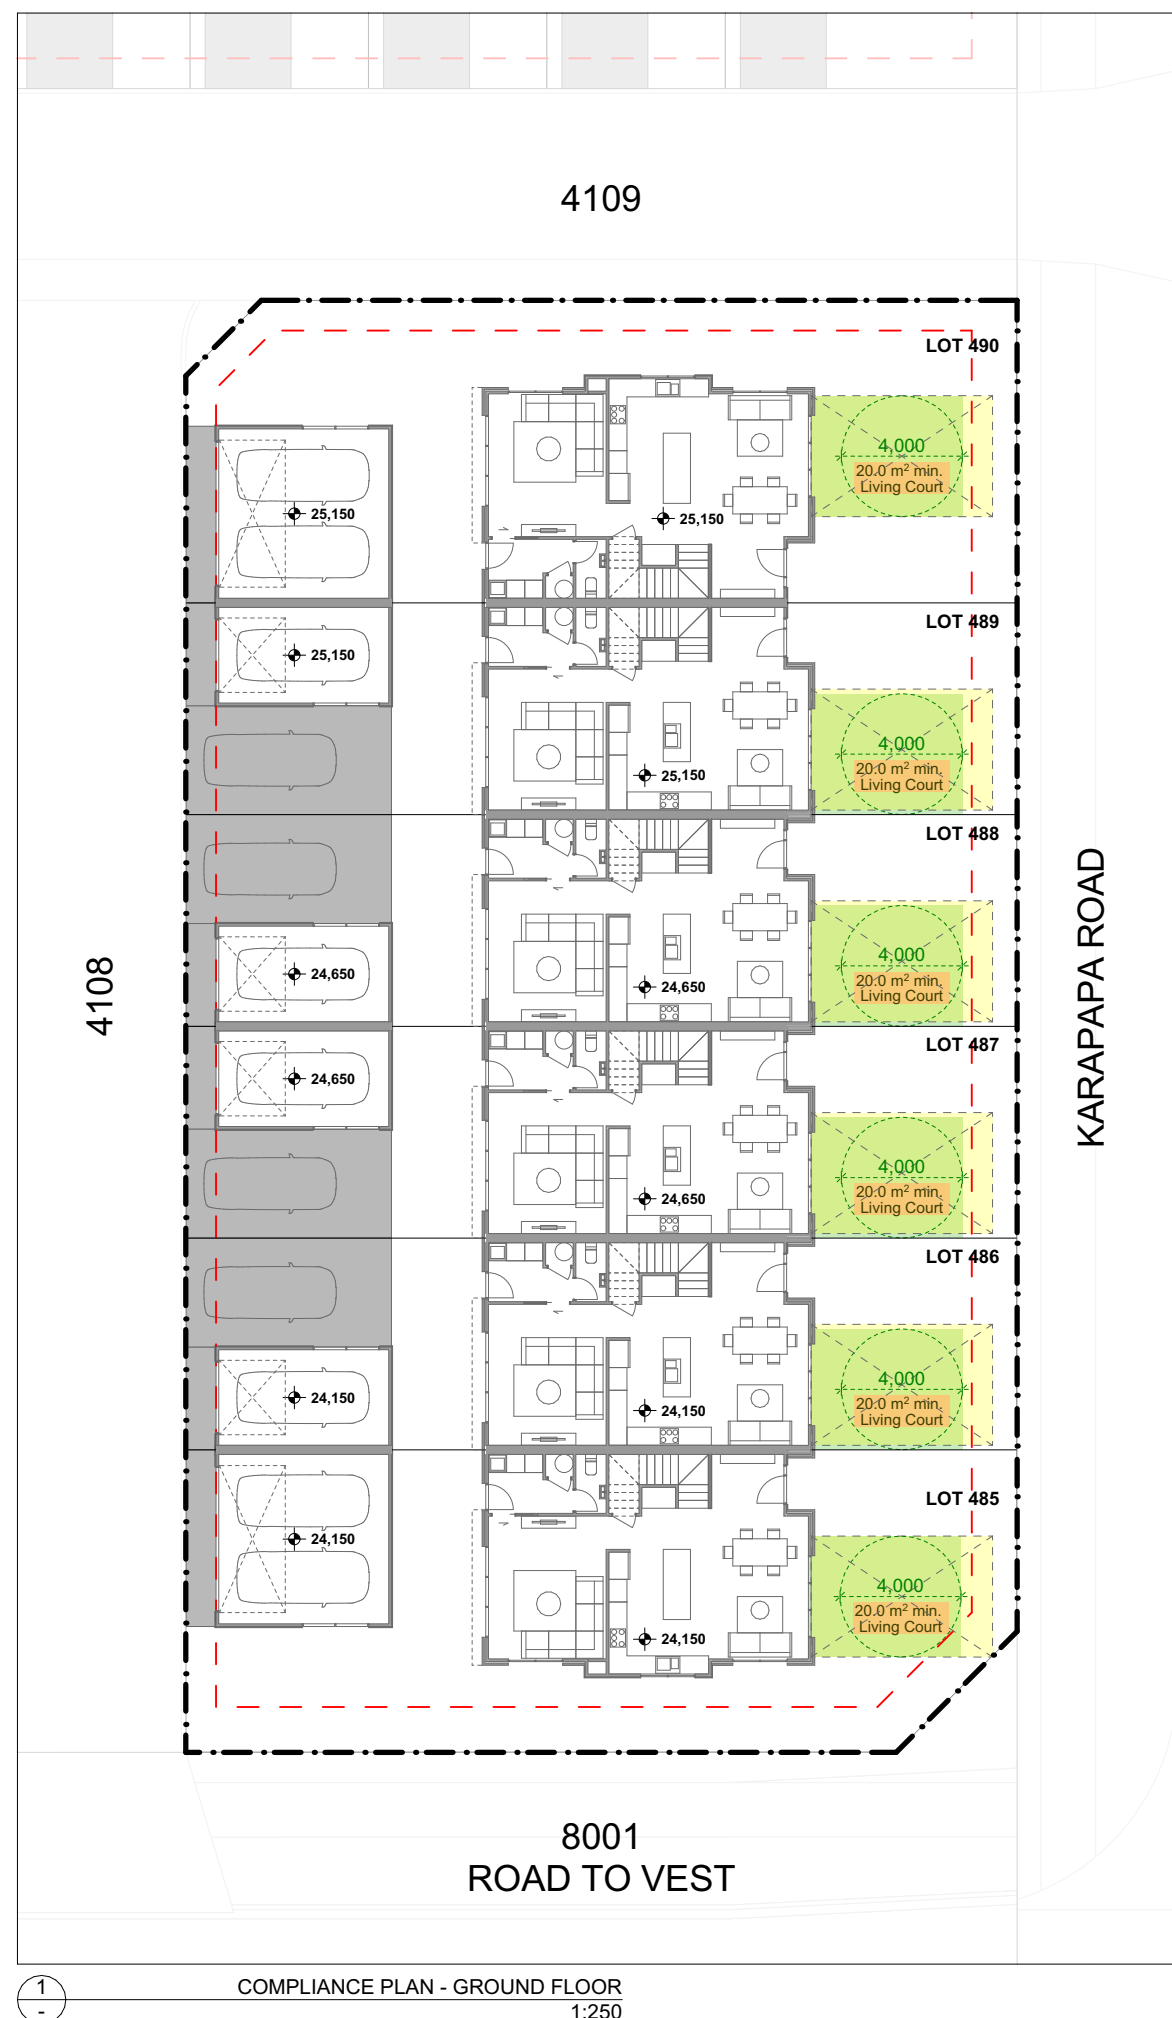 4109
LOT 490
4,000
20.0 m² min.
Living Court
25,150
25,150
LOT 489
25,150
4,000
20.0 m² min.
Living Court
25,150
LOT 488
4,000
24,650
20.0 m² min.
Living Court
24,650
LOT 487
24,650
4,000
20.0 m² min.
Living Court
24,650
LOT 486
4,000
24,150
20.0 m² min.
Living Court
24,150
LOT 485
24,150
4,000
20.0 m² min.
Living Court
24,150
4108
KARAPAPA ROAD
8001
ROAD TO VEST
1
-
COMPLIANCE PLAN - GROUND FLOOR
1:250